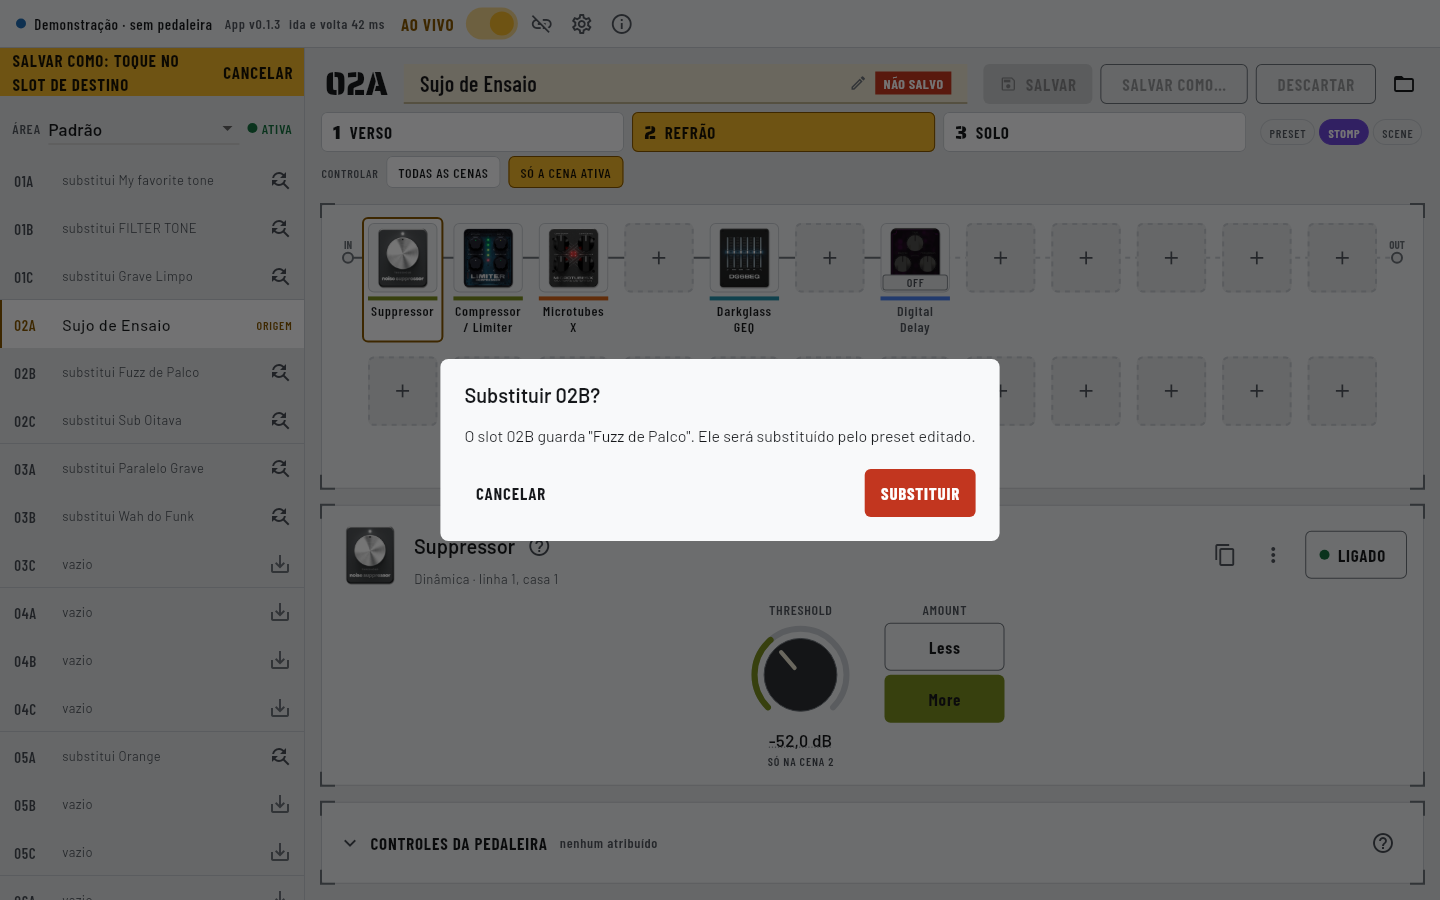 Demonstração · sem pedaleira
App v0.1.3
ida e volta 42 ms
AO VIVO
SALVAR COMO: TOQUE NO
SLOT DE DESTINO
CANCELAR
ÁREA
Padrão
ATIVA
01A
substitui My favorite tone
01B
substitui FILTER TONE
01C
substitui Grave Limpo
02A
Sujo de Ensaio
ORIGEM
02B
substitui Fuzz de Palco
02C
substitui Sub Oitava
03A
substitui Paralelo Grave
03B
substitui Wah do Funk
03C
vazio
04A
vazio
04B
vazio
04C
vazio
05A
substitui Orange
05B
vazio
05C
vazio
02A
Sujo de Ensaio
NÃO SALVO
SALVAR
SALVAR COMO...
DESCARTAR
1 VERSO
2 REFRÃO
3 SOLO
PRESET
STOMP
SCENE
CONTROLAR
TODAS AS CENAS
SÓ A CENA ATIVA
IN
OUT
LIMITER
MICROTUBES X
DGGBEQ
OFF
Suppressor
Compressor
/ Limiter
Microtubes
X
Darkglass
GEQ
Digital
Delay
Substituir 02B?
O slot 02B guarda "Fuzz de Palco". Ele será substituído pelo preset editado.
CANCELAR
SUBSTITUIR
Suppressor
Dinâmica · linha 1, casa 1
LIGADO
THRESHOLD
-52,0 dB
SÓ NA CENA 2
AMOUNT
Less
More
CONTROLES DA PEDALEIRA
nenhum atribuído